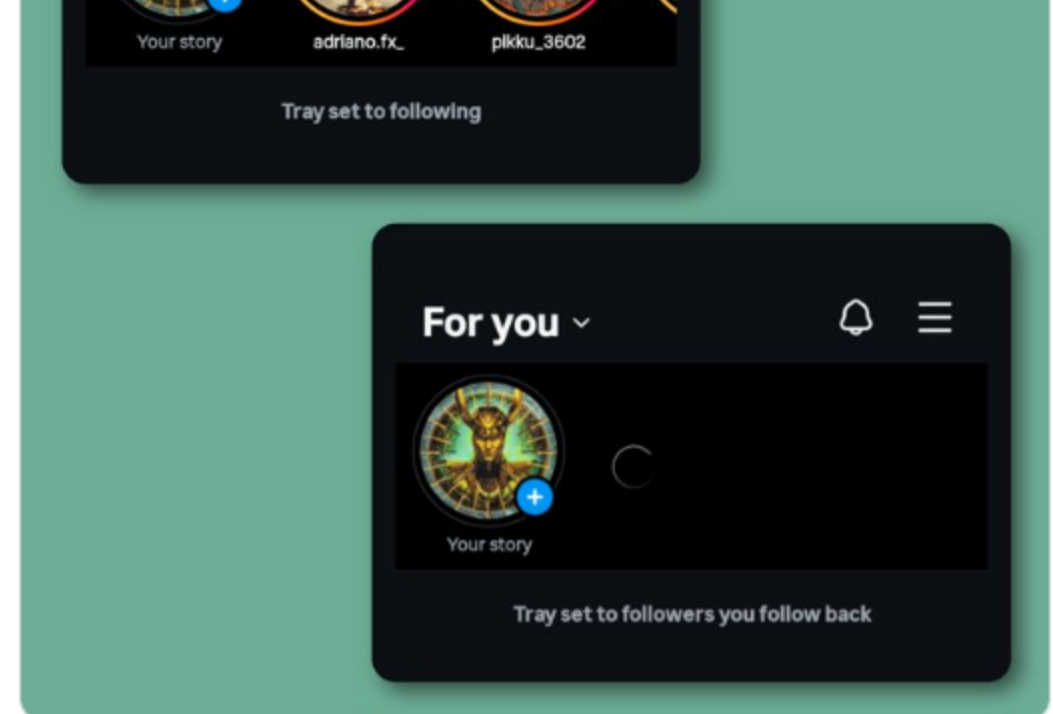 Your story
adriano.fx_
pikku_3602
Tray set to following
For you
Your story
Tray set to followers you follow back